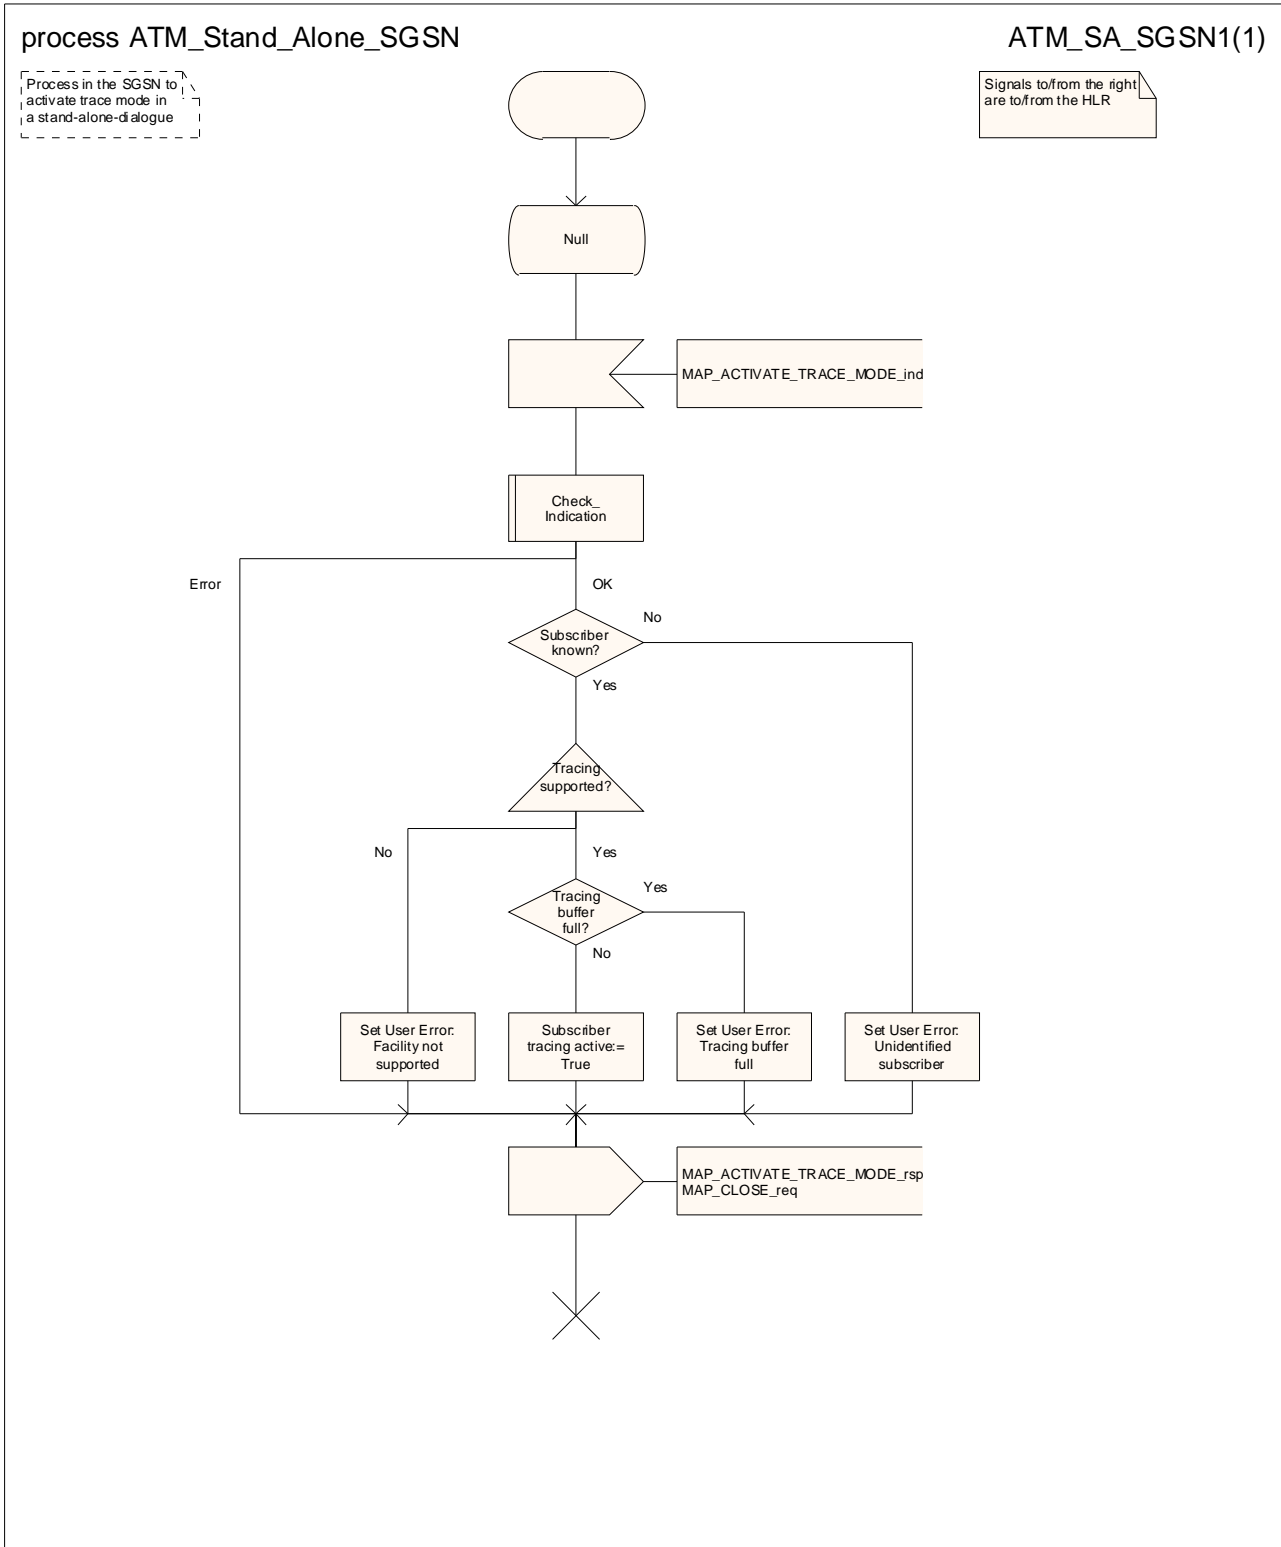 process ATM_Stand_Alone_SGSN
ATM_SA_SGSN1(1)
Process in the SGSN to
activate trace mode in
a stand-alone-dialogue
Signals to/from the right
are to/from the HLR
Null
MAP_ACTIVATE_TRACE_MODE_ind
Check_
Indication
Error
OK
No
Subscriber
known?
Yes
Tracing
supported?
No
Yes
Yes
Tracing
buffer
full?
No
Set User Error:
Facility not
supported
Subscriber
tracing active:=
True
Set User Error:
Tracing buffer
full
Set User Error:
Unidentified
subscriber
MAP_ACTIVATE_TRACE_MODE_rsp
MAP_CLOSE_req